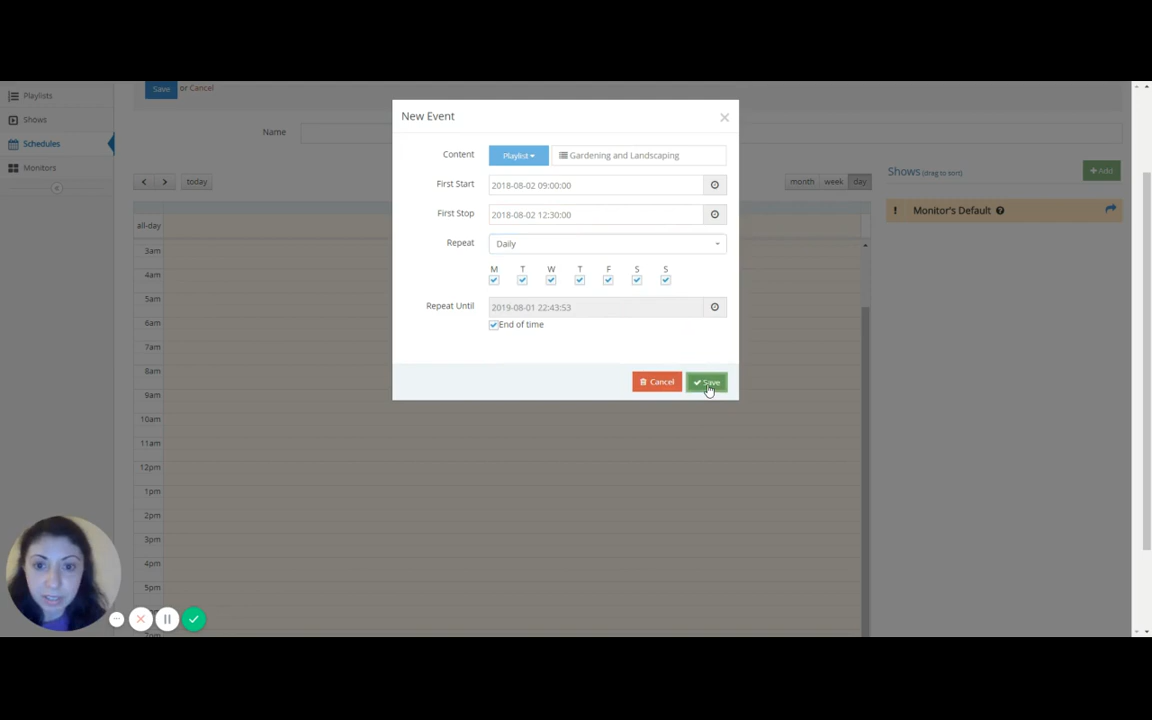 Playlists
Shows
Schedules
Monitors
Save or Cancel
Name
today
month week day
Shows (drag to sort)
+Add
! Monitor's Default
all-day
3am
4am
5am
6am
7am
8am
9am
10am
11am
12pm
1pm
2pm
3pm
4pm
5pm
7pm
New Event
Content Playlist Gardening and Landscaping
First Start 2018-08-02 09:00:00
First Stop 2018-08-02 12:30:00
Repeat Daily
M T W T F S S
Repeat Until 2019-08-01 22:43:53
End of time
Cancel Save